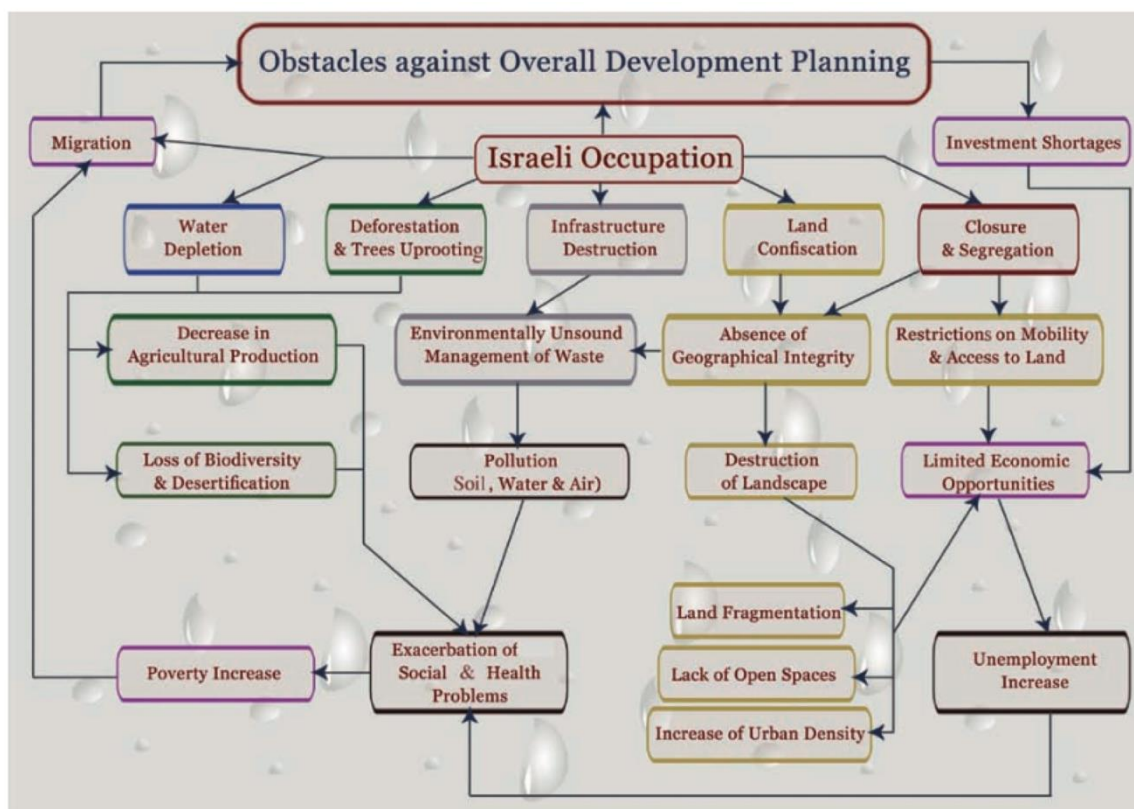 Obstacles against Overall Development Planning
Migration
Israeli Occupation
Investment Shortages
Water
Depletion
Deforestation
& Trees Uprooting
Infrastructure
Destruction
Land
Confiscation
Closure
& Segregation
Decrease in
Agricultural Production
Environmentally Unsound
Management of Waste
Absence of
Geographical Integrity
Restrictions on Mobility
& Access to Land
Loss of Biodiversity
& Desertification
Pollution
Soil, Water & Air)
Destruction
of Landscape
Limited Economic
Opportunities
Land Fragmentation
Poverty Increase
Exacerbation of
Social & Health
Problems
Lack of Open Spaces
Unemployment
Increase
Increase of Urban Density